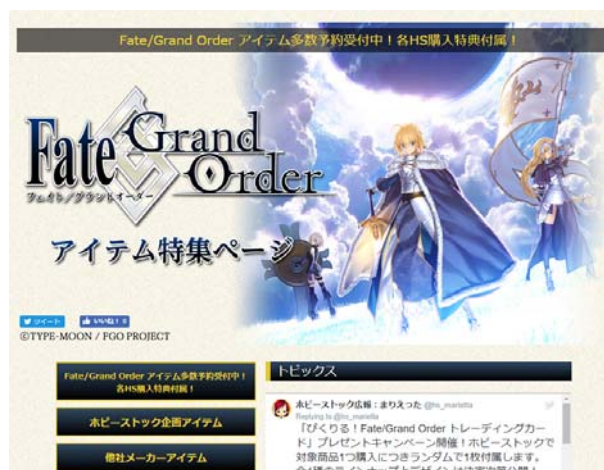 Fate/Grand Order アイテム多数予約受付中！各HS購入特典付属！
Fate Grand Order
フェイト/グランドオーダー
アイテム特集ページ
ツイート
いいね！ 8
©TYPE-MOON / FGO PROJECT
Fate/Grand Order アイテム多数予約受付中！
各HS購入特典付属！
ホビーストック企画アイテム
他社メーカーアイテム
トピックス
ホビーストック広報：まりえった @hs_marietta
Replying to @hs_marietta
「びくりる！Fate/Grand Order トレーディングカー
ド」プレゼントキャンペーン開催！ホビーストックで
対象商品1つ購入につきランダムで1枚付属します。